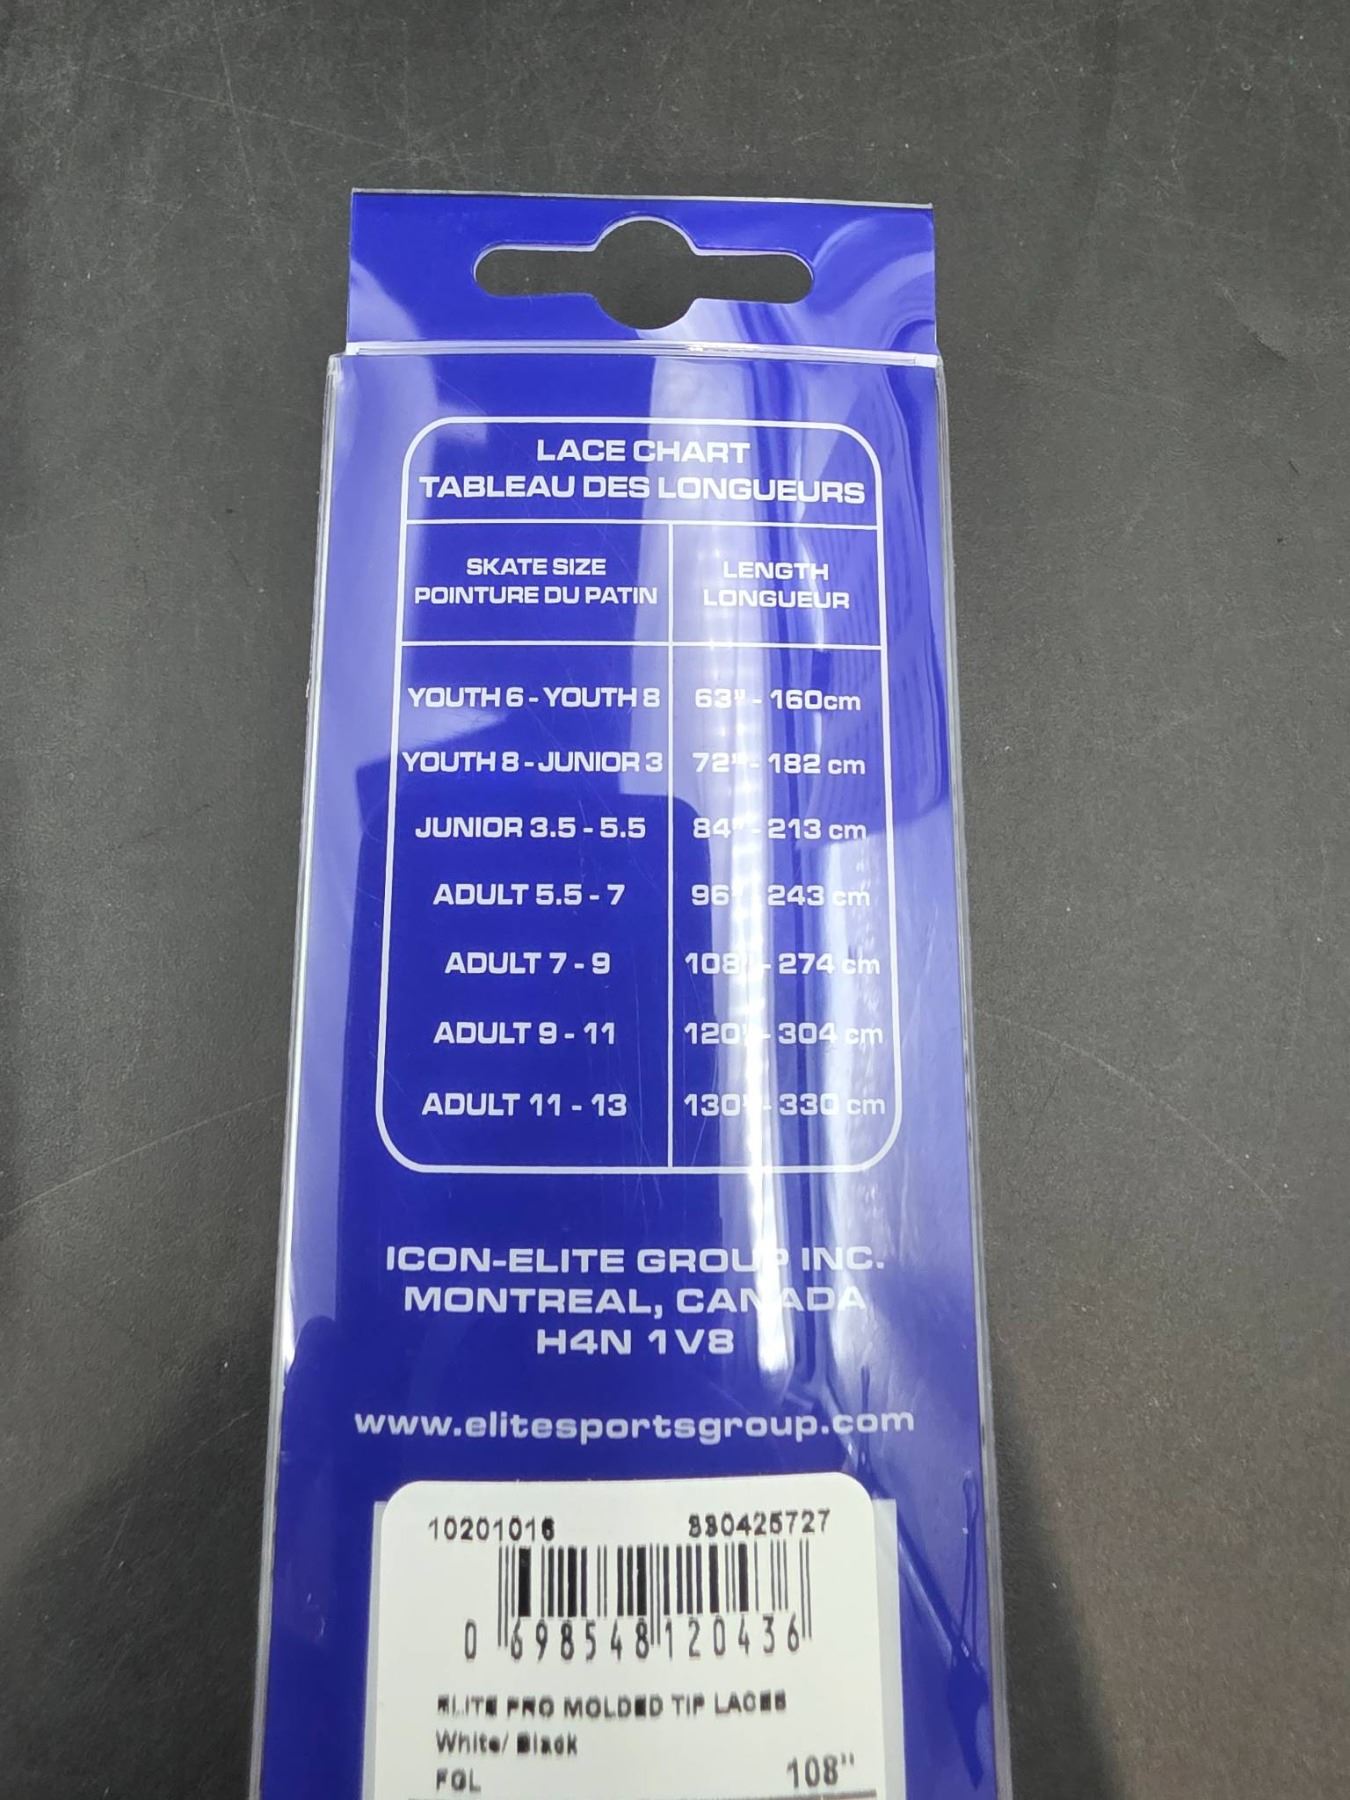 LACE CHART
TABLEAU DES LONGUEURS
SKATE SIZE
POINTURE DU PATIN
LENGTH
LONGUEUR
YOUTH 6 - YOUTH 8 63" - 160cm
YOUTH 8 - JUNIOR 3 72" - 182 cm
JUNIOR 3.5 - 5.5 84" - 213 cm
ADULT 5.5 - 7 96" - 243 cm
ADULT 7 - 9 108" - 274 cm
ADULT 9 - 11 120" - 304 cm
ADULT 11 - 13 130" - 330 cm
ICON-ELITE GROUP INC.
MONTREAL, CANADA
H4N 1V8
www.elitesportsgroup.com
10201016
0 698548 120436
ELITE PRO MOLDED TIP LACES
White/ Black
FGL 108"